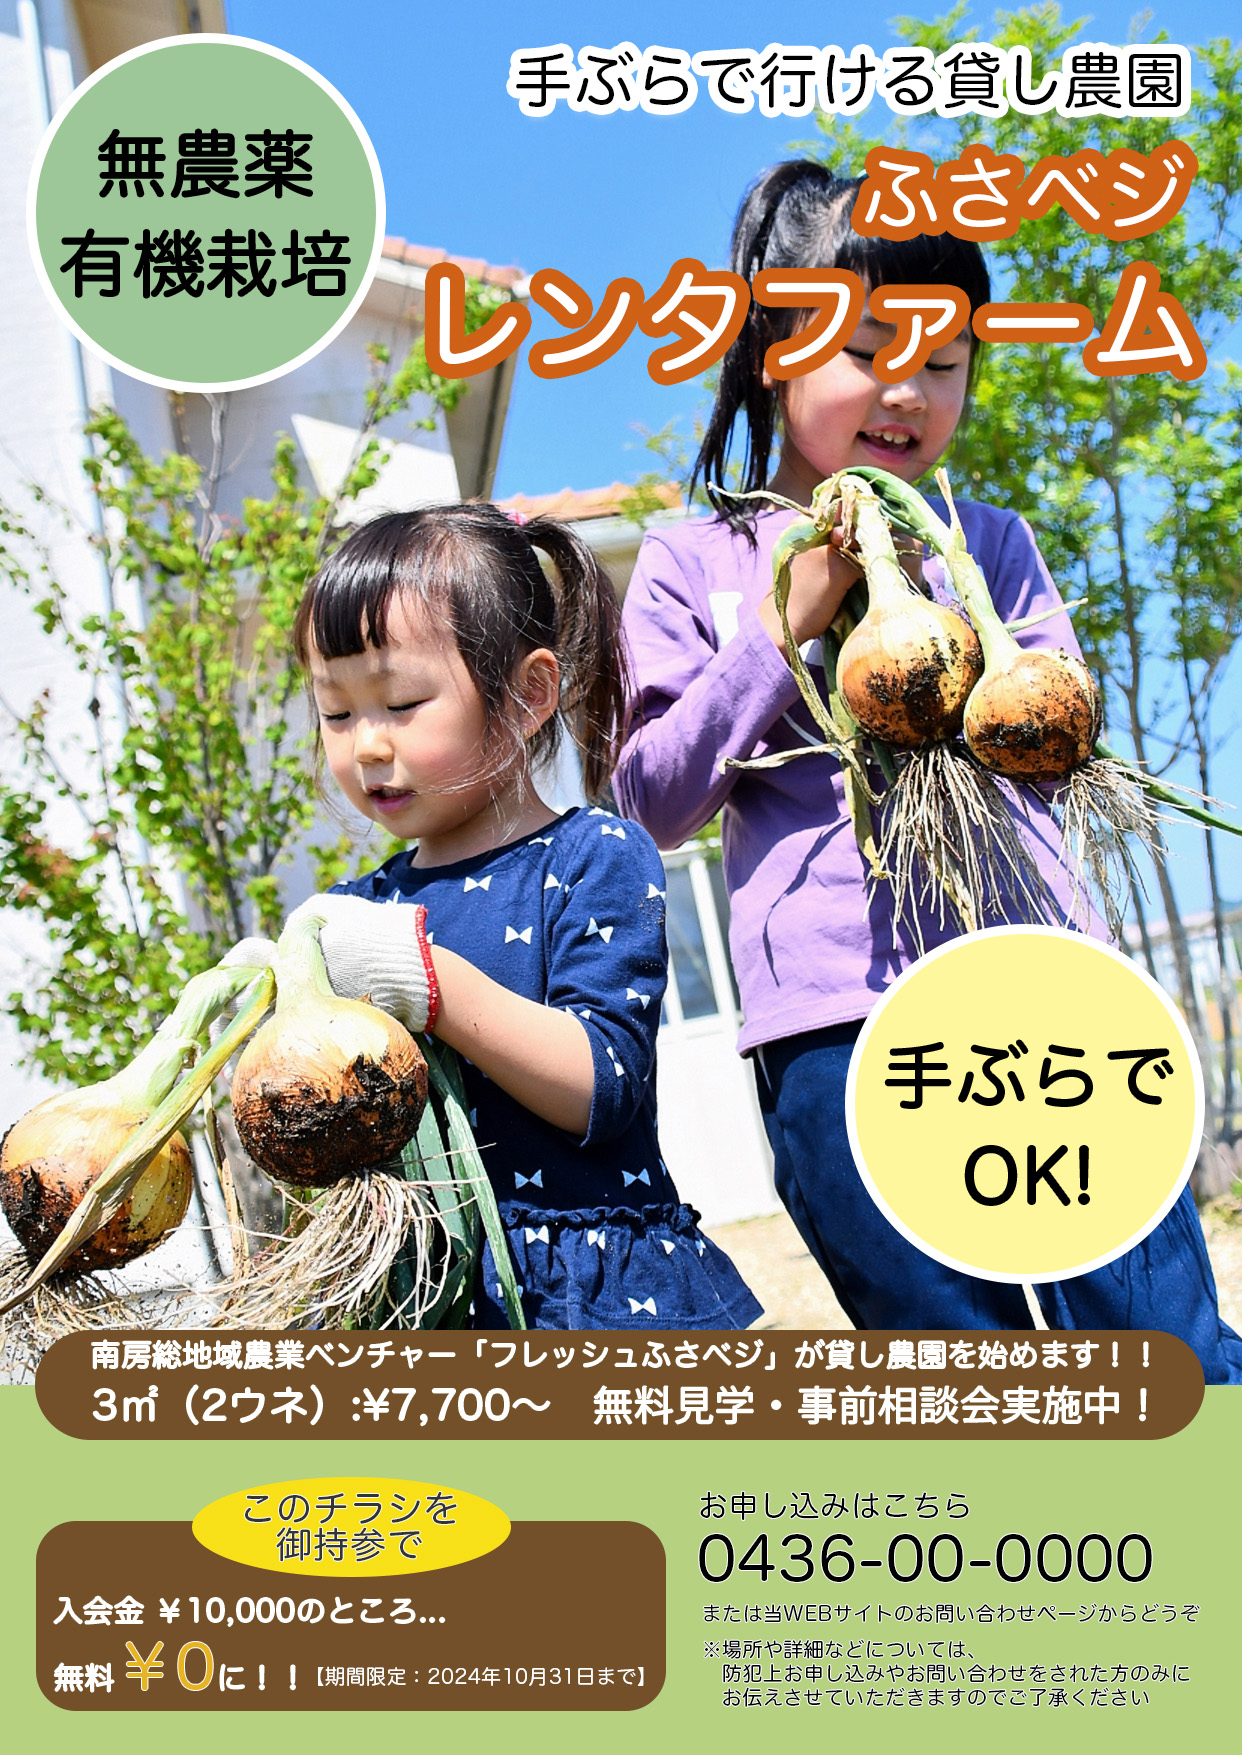 手ぶらで行ける貸し農園
ふさベジ
レンタファーム
無農薬
有機栽培
手ぶらで
OK!
南房総地域農業ベンチャー「フレッシュふさベジ」が貸し農園を始めます！！
3㎡（2ウネ）:¥7,700〜　無料見学・事前相談会実施中！
このチラシを
御持参で
入会金 ￥10,000のところ...
無料 ￥0に！！【期間限定：2024年10月31日まで】
お申し込みはこちら
0436-00-0000
または当WEBサイトのお問い合わせページからどうぞ
※場所や詳細などについては、
防犯上お申し込みやお問い合わせをされた方のみに
お伝えさせていただきますのでご了承ください